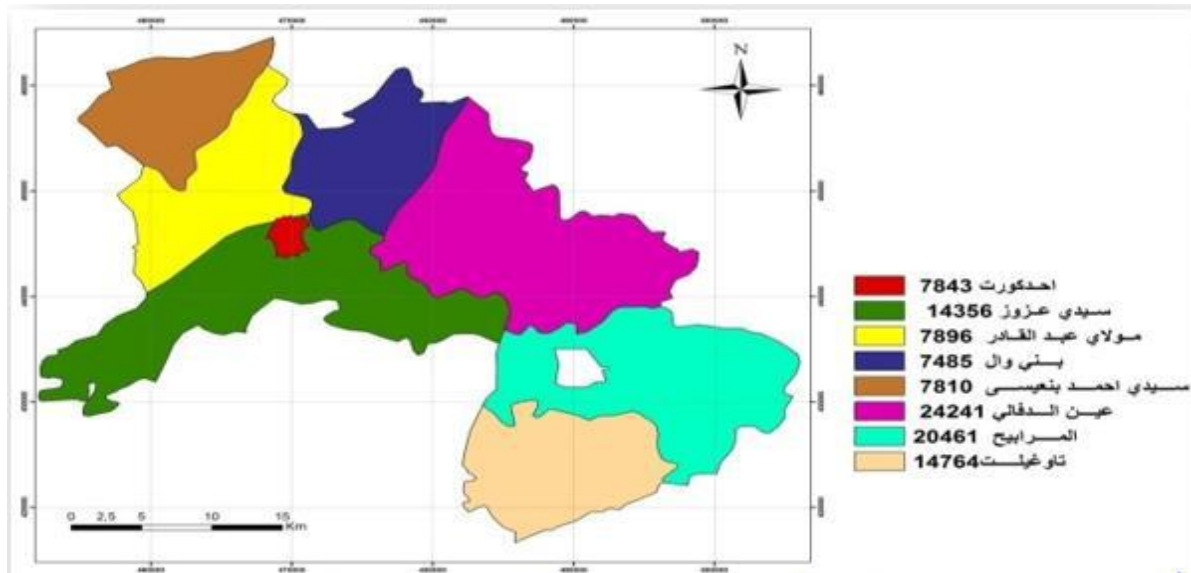 N
احدكورت 7843
سيدي عزوز 14356
مولاي عبد القادر 7896
بني وال 7485
سيدي احمد بنعيسى 7810
عين الدفالي 24241
المرابيح 20461
تاوغيلت 14764
0 2,5 5 10 15
Km